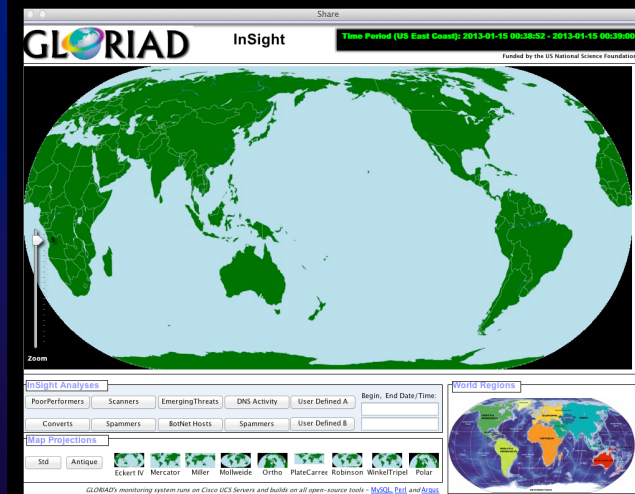 Share
GLORIAD
InSight
Time Period (US East Coast): 2013-01-15 00:38:52 - 2013-01-15 00:39:00
Funded by the US National Science Foundation
Zoom
InSight Analyses
PoorPerformers
Scanners
EmergingThreats
DNS Activity
User Defined A
Begin, End Date/Time:
Converts
Spammers
BotNet Hosts
Spammers
User Defined B
World Regions
Map Projections
Std
Antique
Eckert IV
Mercator
Miller
Mollweide
Ortho
PlateCarree
Robinson
WinkelTripel
Polar
GLORIAD's monitoring system runs on Cisco UCS Servers and builds on all open-source tools - MySQL, Perl and Argus